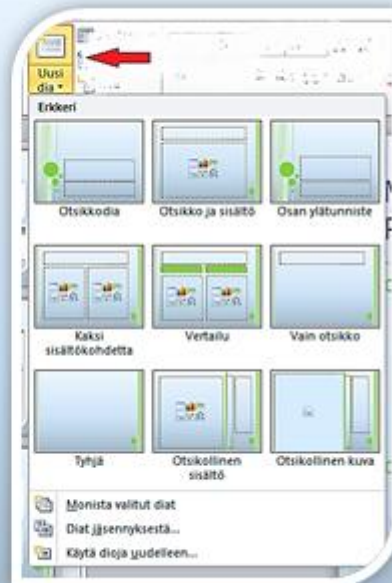 Uusi
dia
Erkkeri
Otsikkodia
Otsikko ja sisältö
Osan ylätunniste
Kaksi
sisältökohdetta
Vertailu
Vain otsikko
Tyhjä
Otsikollinen
sisältö
Otsikollinen kuva
Monista valitut diat
Diat jäsennyksestä...
Käytä dioja uudelleen...